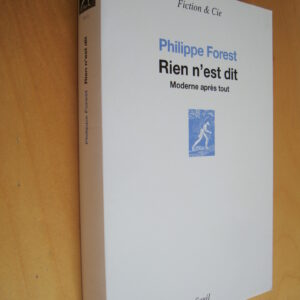 Fiction & Cie
Philippe Forest
Rien n'est dit
Moderne après tout
Seuil
Philippe Forest Rien n'est dit